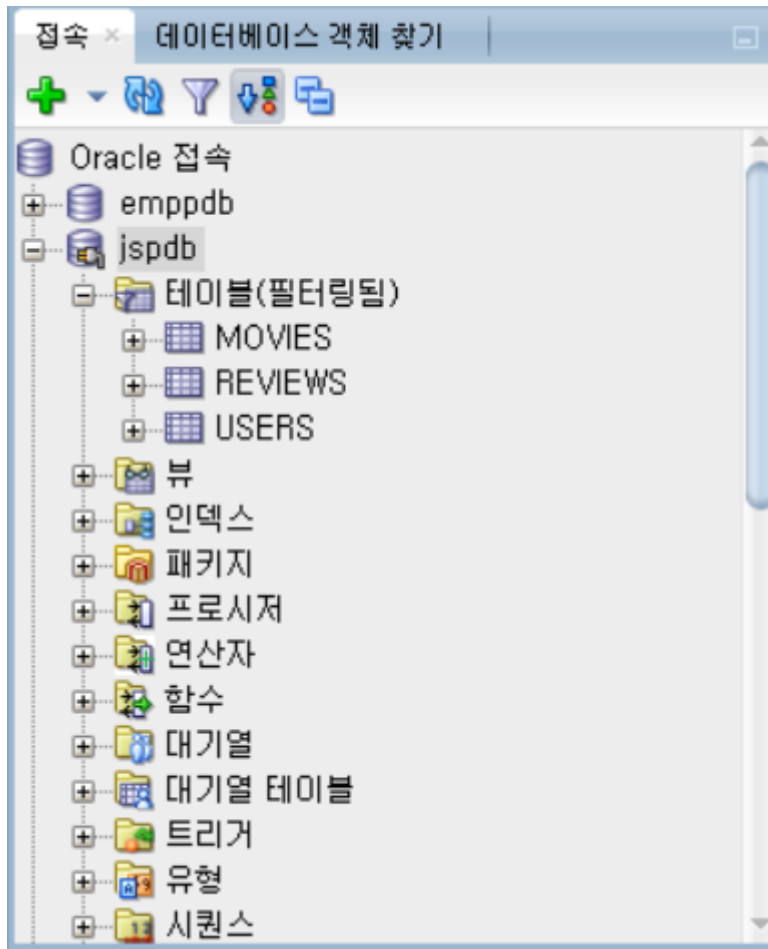 접속 데이터베이스 객체 찾기
Oracle 접속
emppdb
jspdb
테이블(필터링됨)
MOVIES
REVIEWS
USERS
뷰
인덱스
패키지
프로시저
연산자
함수
대기열
대기열 테이블
트리거
유형
시퀀스